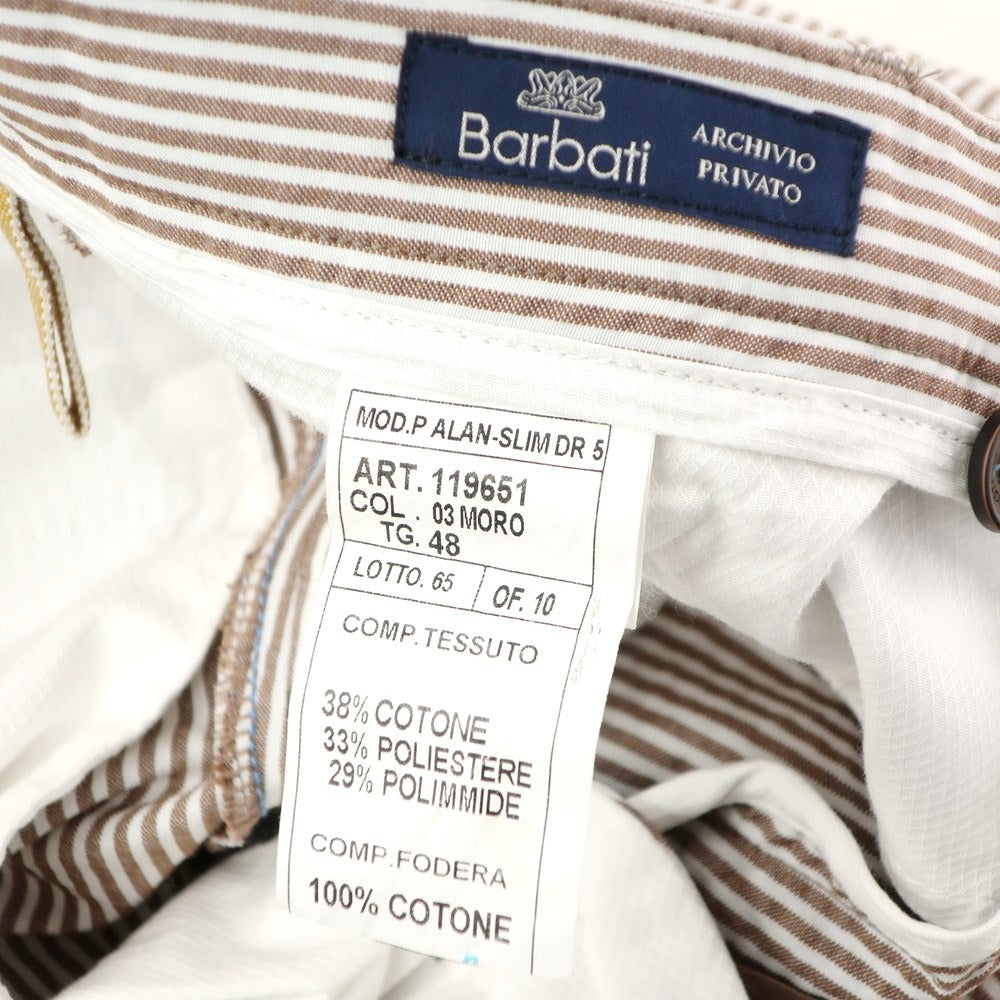 Barbati
ARCHIVIO
PRIVATO
MOD.P ALAN-SLIM DR 5
ART. 119651
COL . 03 MORO
TG. 48
LOTTO. 65
OF. 10
COMP.TESSUTO
38% COTONE
33% POLIESTERE
29% POLIMMIDE
COMP.FODERA
100% COTONE